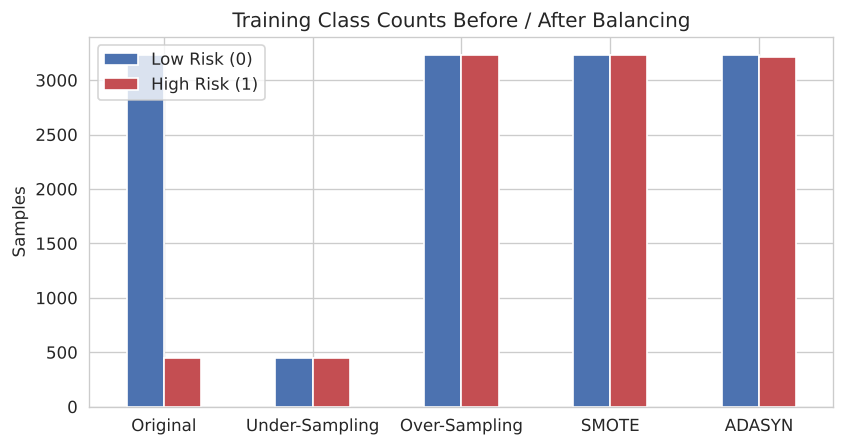 Training Class Counts Before / After Balancing
Low Risk (0)
High Risk (1)
Samples
3000
2500
2000
1500
1000
500
0
Original
Under-Sampling
Over-Sampling
SMOTE
ADASYN